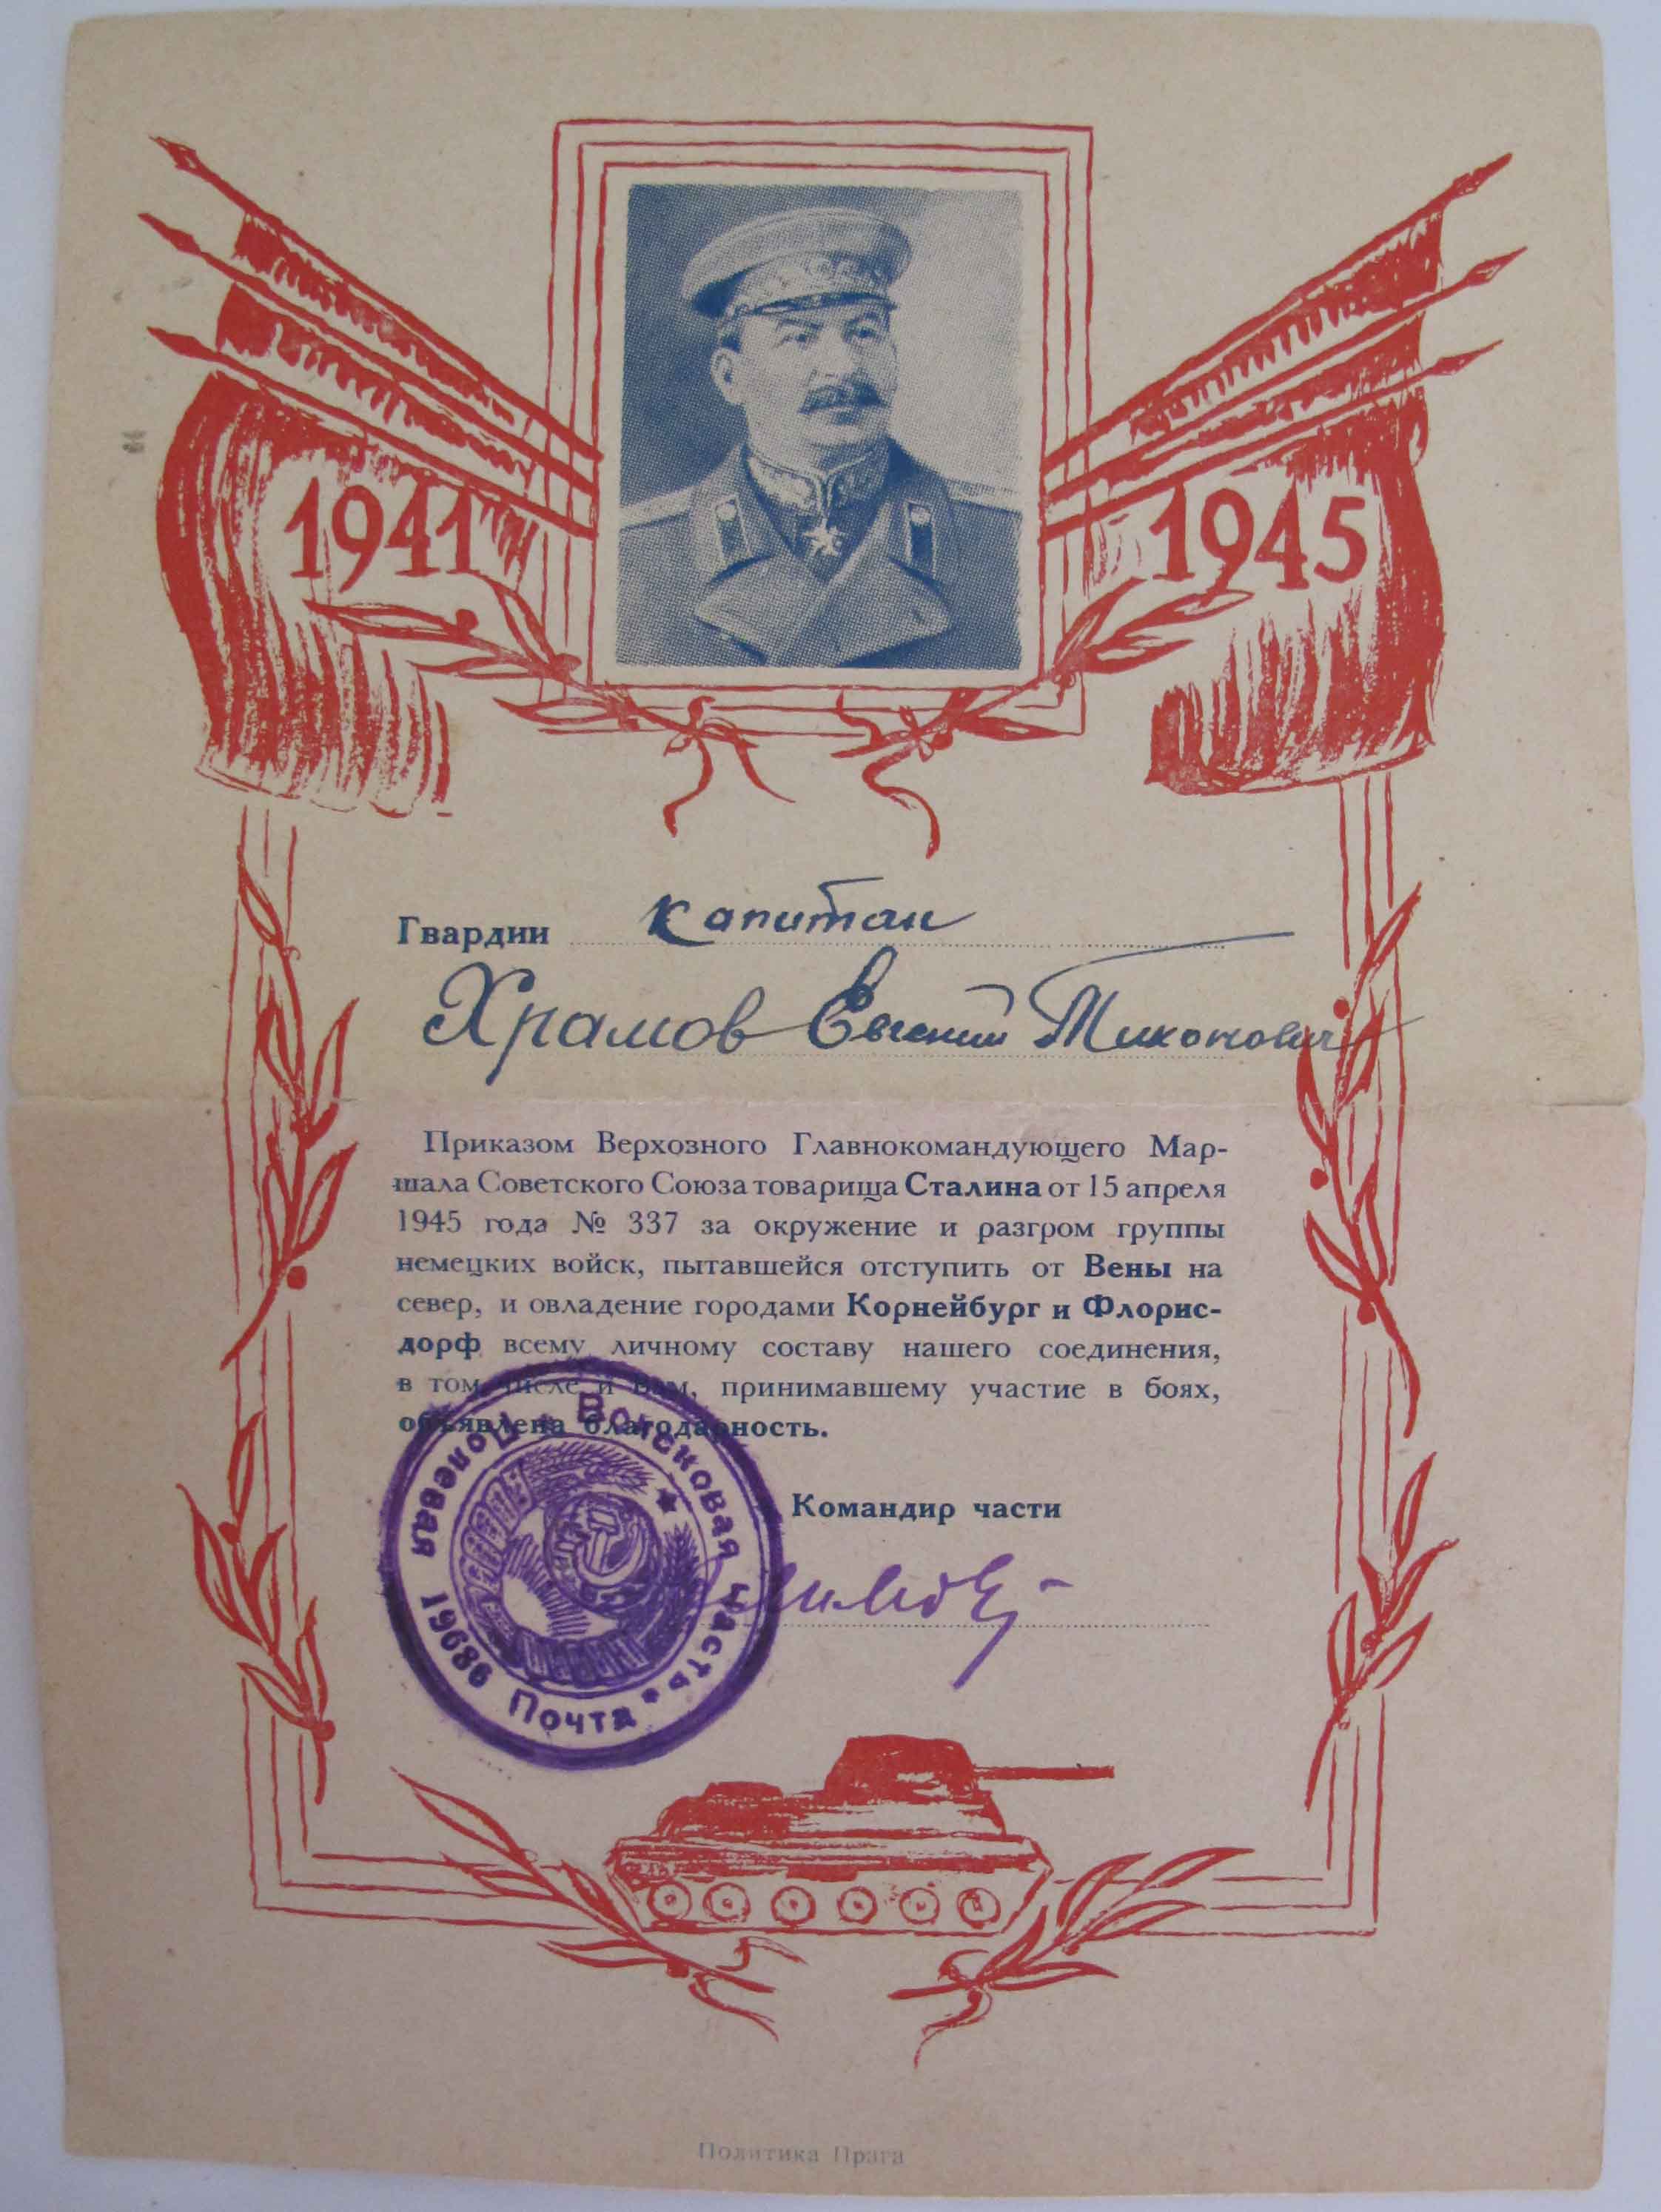 1941
1945
Гвардии капитан
Храмов Евгений Тихонович
Приказом Верхозного Главнокомандующего Мар-
шала Советского Союза товарища Сталина от 15 апреля
1945 года № 337 за окружение и разгром группы
немецких войск, пытавшейся отступить от Вены на
север, и овладение городами Корнейбург и Флорис-
дорф всему личному составу нашего соединения,
в том числе и Вам, принимавшему участие в боях,
объявлена благодарность.
Командир части
Войсковая Часть * Полевая Почта 19686
Политика Прага